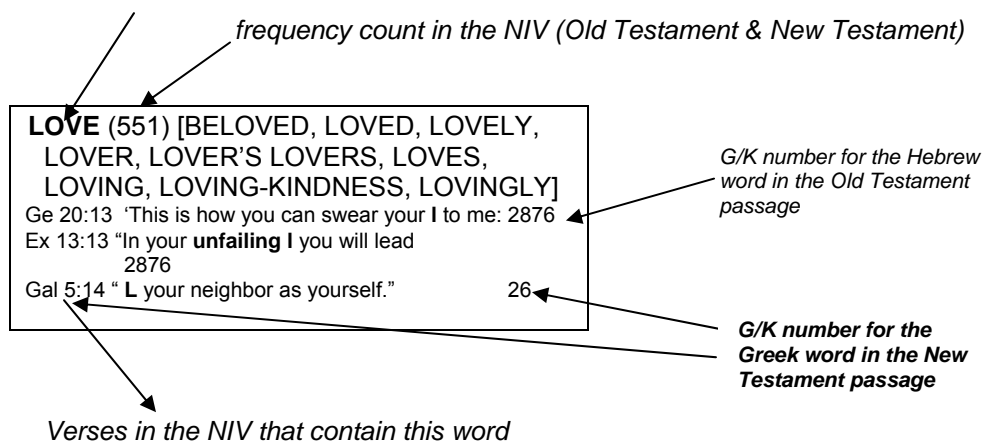 frequency count in the NIV (Old Testament & New Testament)
LOVE (551) [BELOVED, LOVED, LOVELY,
LOVER, LOVER’S LOVERS, LOVES,
LOVING, LOVING-KINDNESS, LOVINGLY]
Ge 20:13 ‘This is how you can swear your l to me: 2876
Ex 13:13 “In your unfailing l you will lead
2876
Gal 5:14 “ L your neighbor as yourself.” 26
G/K number for the Hebrew
word in the Old Testament
passage
G/K number for the
Greek word in the New
Testament passage
Verses in the NIV that contain this word